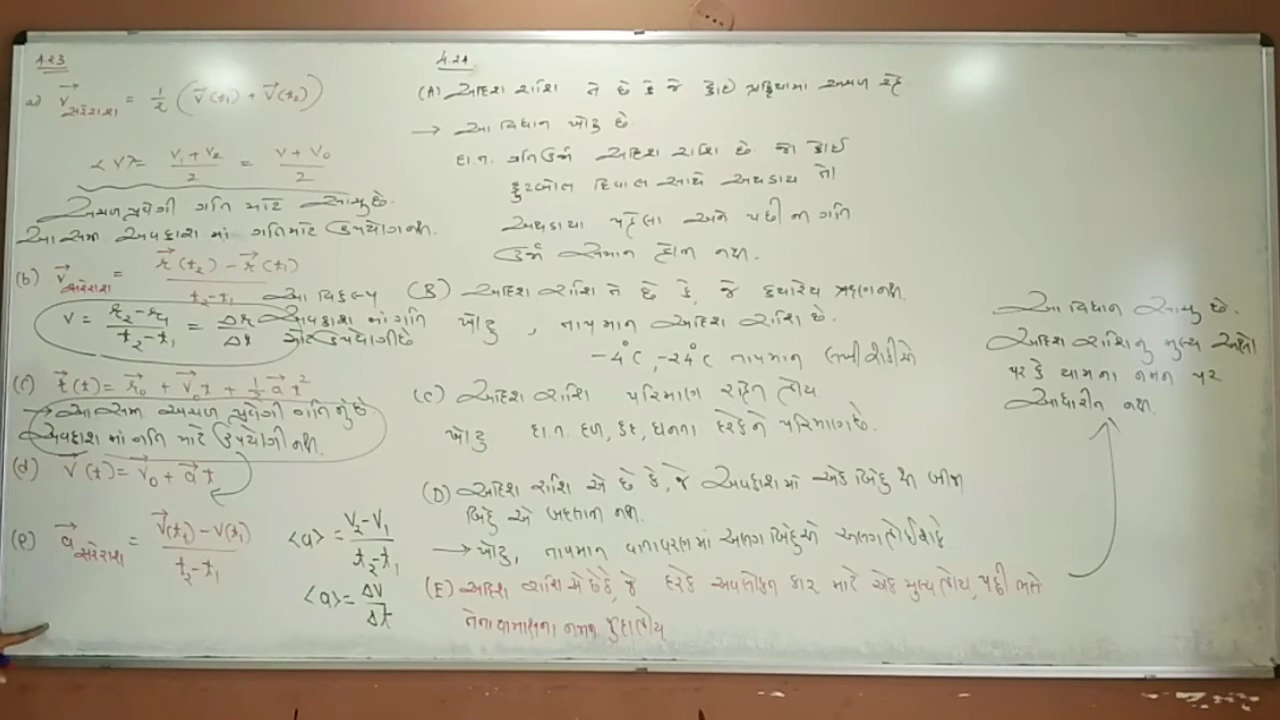 4.23
a) v⃗ સરેરાશ = 1/2 (v⃗(t₁) + v⃗(t₂))
<v> = (v₁ + v₂)/2 = (v + v₀)/2
અચળ પ્રવેગી ગતિ માટે સાચુ છે.
આ સમી અવકાશ માં ગતિ માટે ઉપયોગી નથી.
(b) v⃗ સરેરાશ = (r⃗(t₂) − r⃗(t₁))/(t₂ − t₁) આ વિકલ્પ
v = (r₂ − r₁)/(t₂ − t₁) = Δr/Δt અવકાશ માં ગતિ
માટે ઉપયોગી છે
(c) r⃗(t) = r⃗₀ + v⃗₀t + 1/2 a⃗t²
→ આ સમી અચળ પ્રવેગી ગતિ નું છે
અવકાશ માં ગતિ માટે ઉપયોગી નથી.
(d) v⃗(t) = v⃗₀ + a⃗t
(e) a⃗ સરેરાશ = (v⃗(t₂) − v(t₁))/(t₂ − t₁) <a> = (v₂ − v₁)/(t₂ − t₁)
<a> = Δv/Δt
4.24
(A) અદિશ રાશિ તે છે કે જે કોઈ પ્રક્રિયામાં અચળ રહે
→ આ વિધાન ખોટુ છે
દા.ત. ગતિઉર્જા અદિશ રાશિ છે જો કોઈ
ફુટબોલ દિવાલ સાથે અથડાય તો
અથડાયા પહેલા અને પછી ની ગતિ
ઉર્જા સમાન હોતી નથી.
(B) અદિશ રાશિ તે છે કે, જે ક્યારેય ઋણ નથી.
ખોટુ, તાપમાન અદિશ રાશિ છે.
−4°C, −24°C તાપમાન લખી શકીએ
(C) અદિશ રાશિ પરિમાણ રહિત હોય
ખોટુ દા.ત. દળ, કદ, ઘનતા દરેકને પરિમાણ છે.
(D) અદિશ રાશિ એ છે કે, જે અવકાશમાં એક બિંદુ થી બીજા
બિંદુ એ બદલાતી નથી.
→ ખોટુ, તાપમાન વાતાવરણમાં અલગ બિંદુએ અલગ હોઈ શકે
(E) અદિશ રાશિ એ છે કે, જે દરેક અવલોકન કાર માટે એક મુલ્ય હોય, પછી ભલે
તેના યામાક્ષના નમન જુદા હોય
આ વિધાન સાચુ છે.
અદિશ રાશિનું મુલ્ય અક્ષો
પર કે યામના નમન પર
આધારીત નથી.